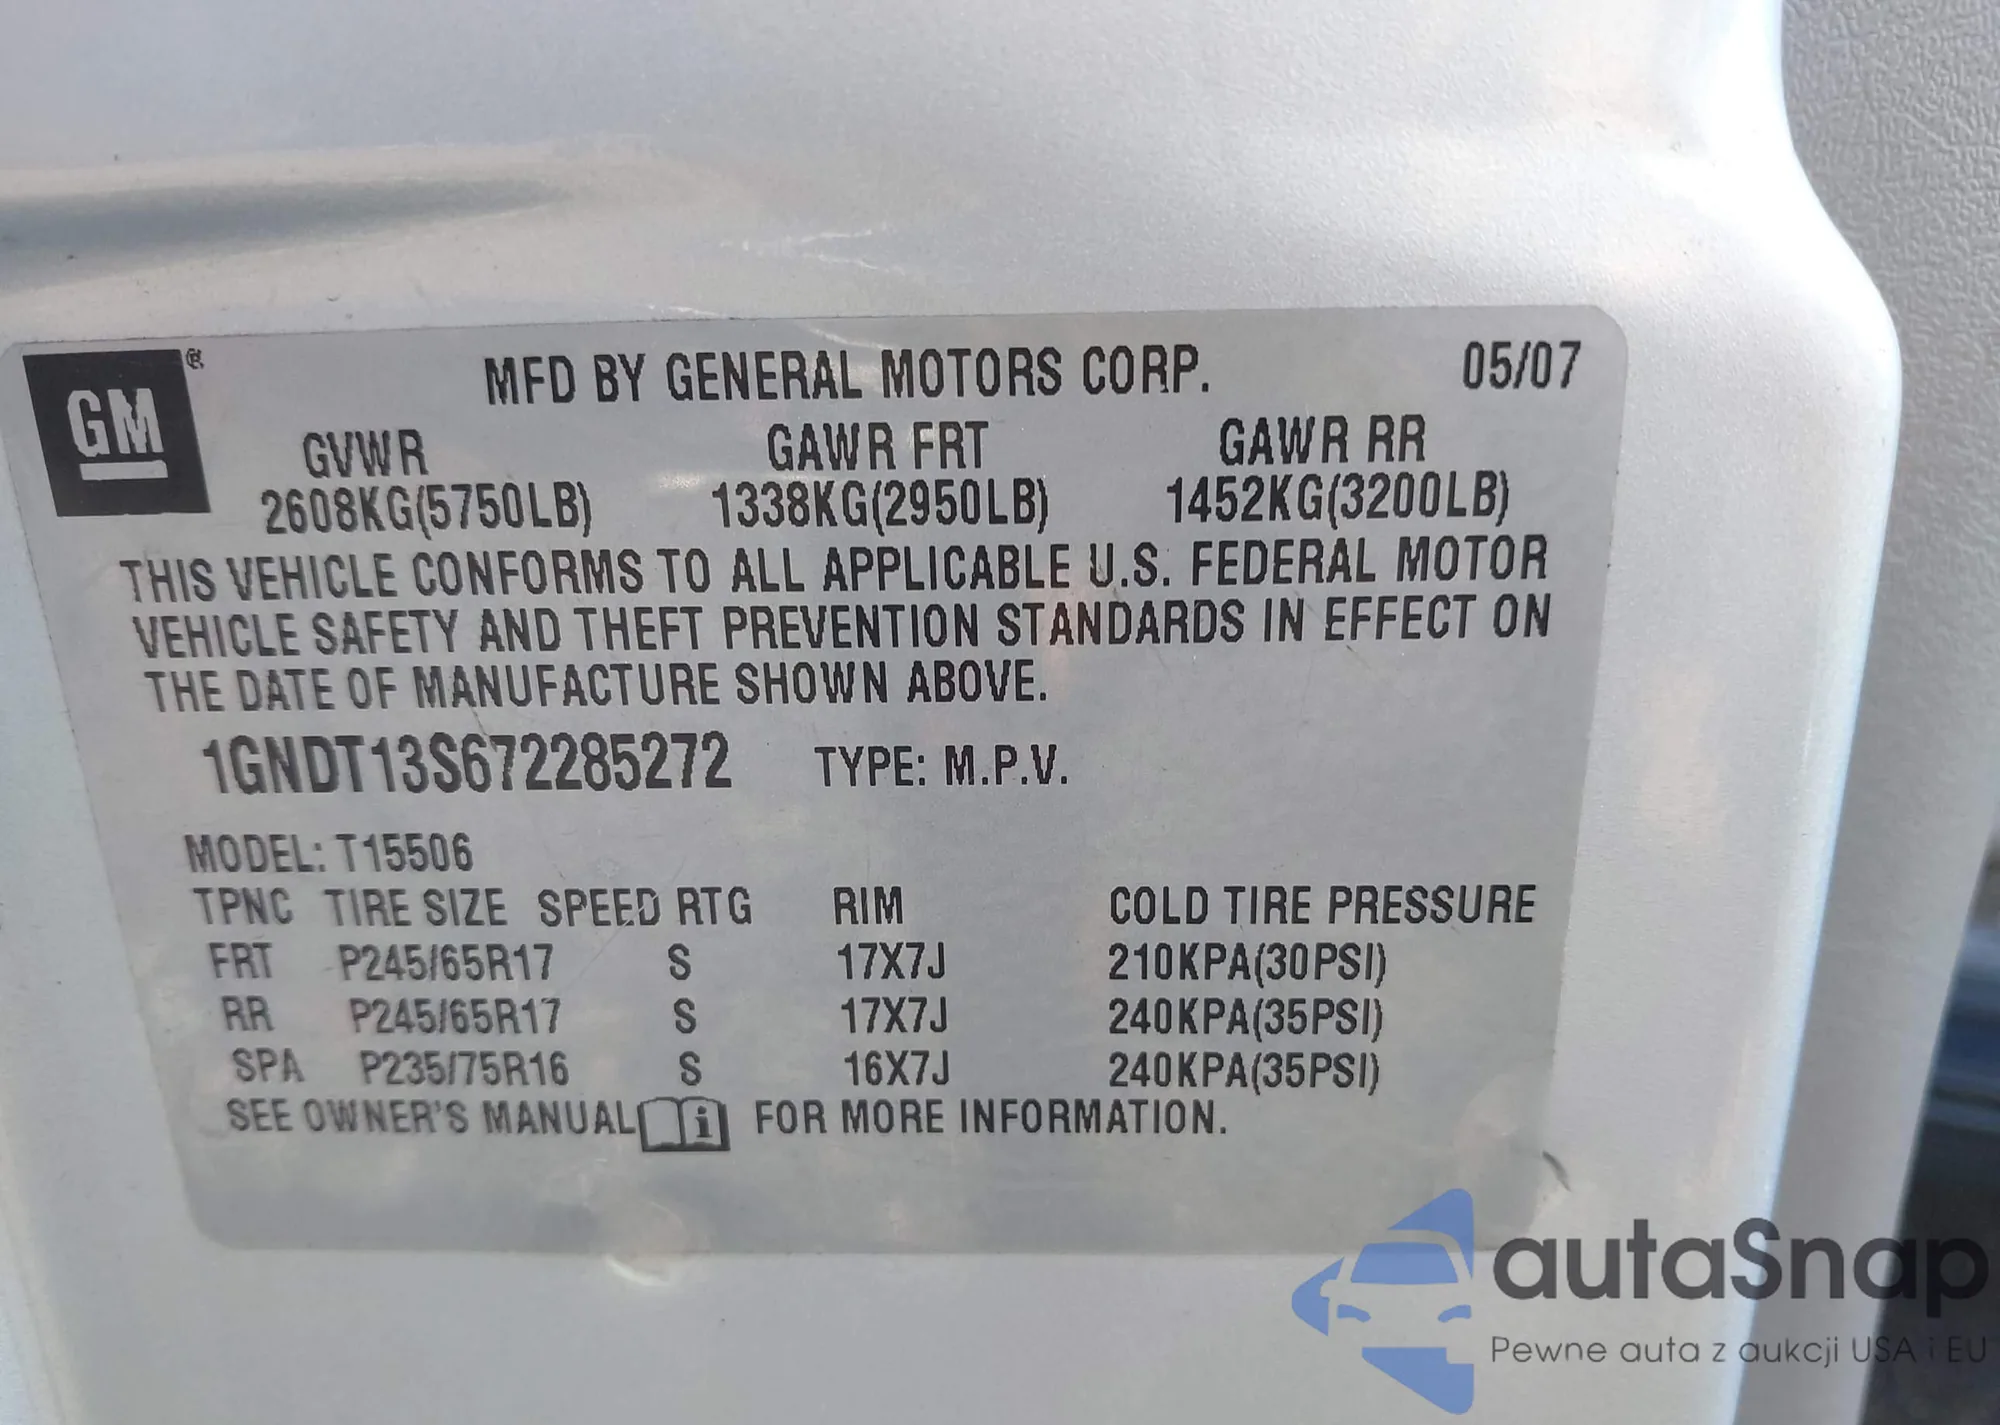 GM ®
MFD BY GENERAL MOTORS CORP. 05/07
GVWR GAWR FRT GAWR RR
2608KG(5750LB) 1338KG(2950LB) 1452KG(3200LB)
THIS VEHICLE CONFORMS TO ALL APPLICABLE U.S. FEDERAL MOTOR
VEHICLE SAFETY AND THEFT PREVENTION STANDARDS IN EFFECT ON
THE DATE OF MANUFACTURE SHOWN ABOVE.
1GNDT13S672285272 TYPE: M.P.V.
MODEL: T15506
TPNC TIRE SIZE SPEED RTG RIM COLD TIRE PRESSURE
FRT P245/65R17 S 17X7J 210KPA(30PSI)
RR P245/65R17 S 17X7J 240KPA(35PSI)
SPA P235/75R16 S 16X7J 240KPA(35PSI)
SEE OWNER'S MANUAL i FOR MORE INFORMATION.
autaSnap
Pewne auta z aukcji USA i EU